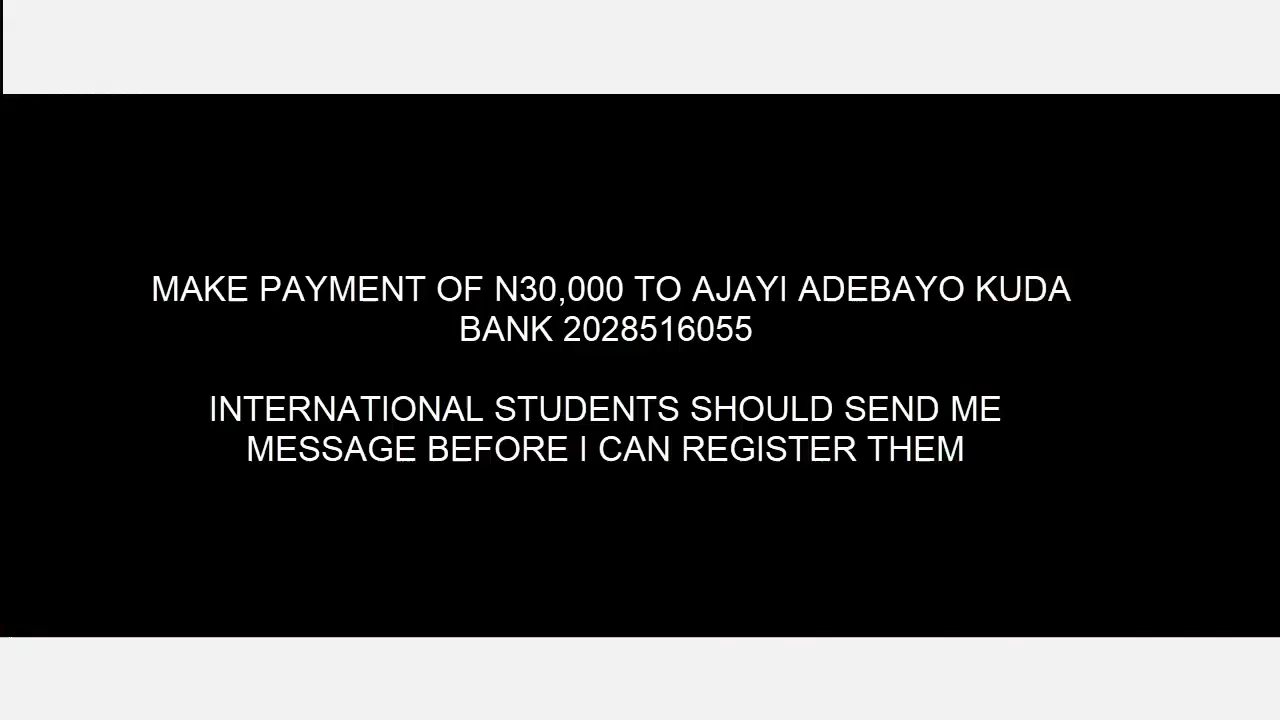 MAKE PAYMENT OF N30,000 TO AJAYI ADEBAYO KUDA
BANK 2028516055
INTERNATIONAL STUDENTS SHOULD SEND ME
MESSAGE BEFORE I CAN REGISTER THEM